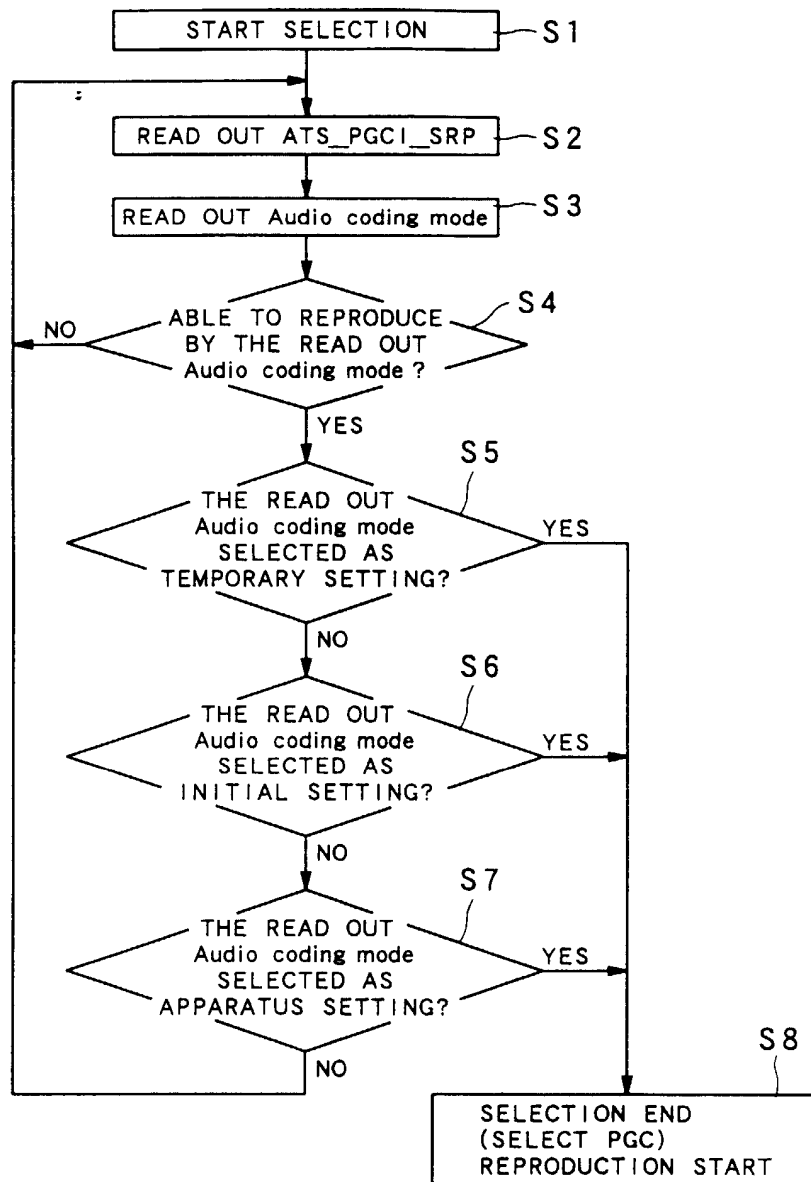 START SELECTION
S1
READ OUT ATS_PGCI_SRP
S2
READ OUT Audio coding mode
S3
ABLE TO REPRODUCE
BY THE READ OUT
Audio coding mode ?
S4
NO
YES
THE READ OUT
Audio coding mode
SELECTED AS
TEMPORARY SETTING?
S5
YES
NO
THE READ OUT
Audio coding mode
SELECTED AS
INITIAL SETTING?
S6
YES
NO
THE READ OUT
Audio coding mode
SELECTED AS
APPARATUS SETTING?
S7
YES
NO
S8
SELECTION END
(SELECT PGC)
REPRODUCTION START